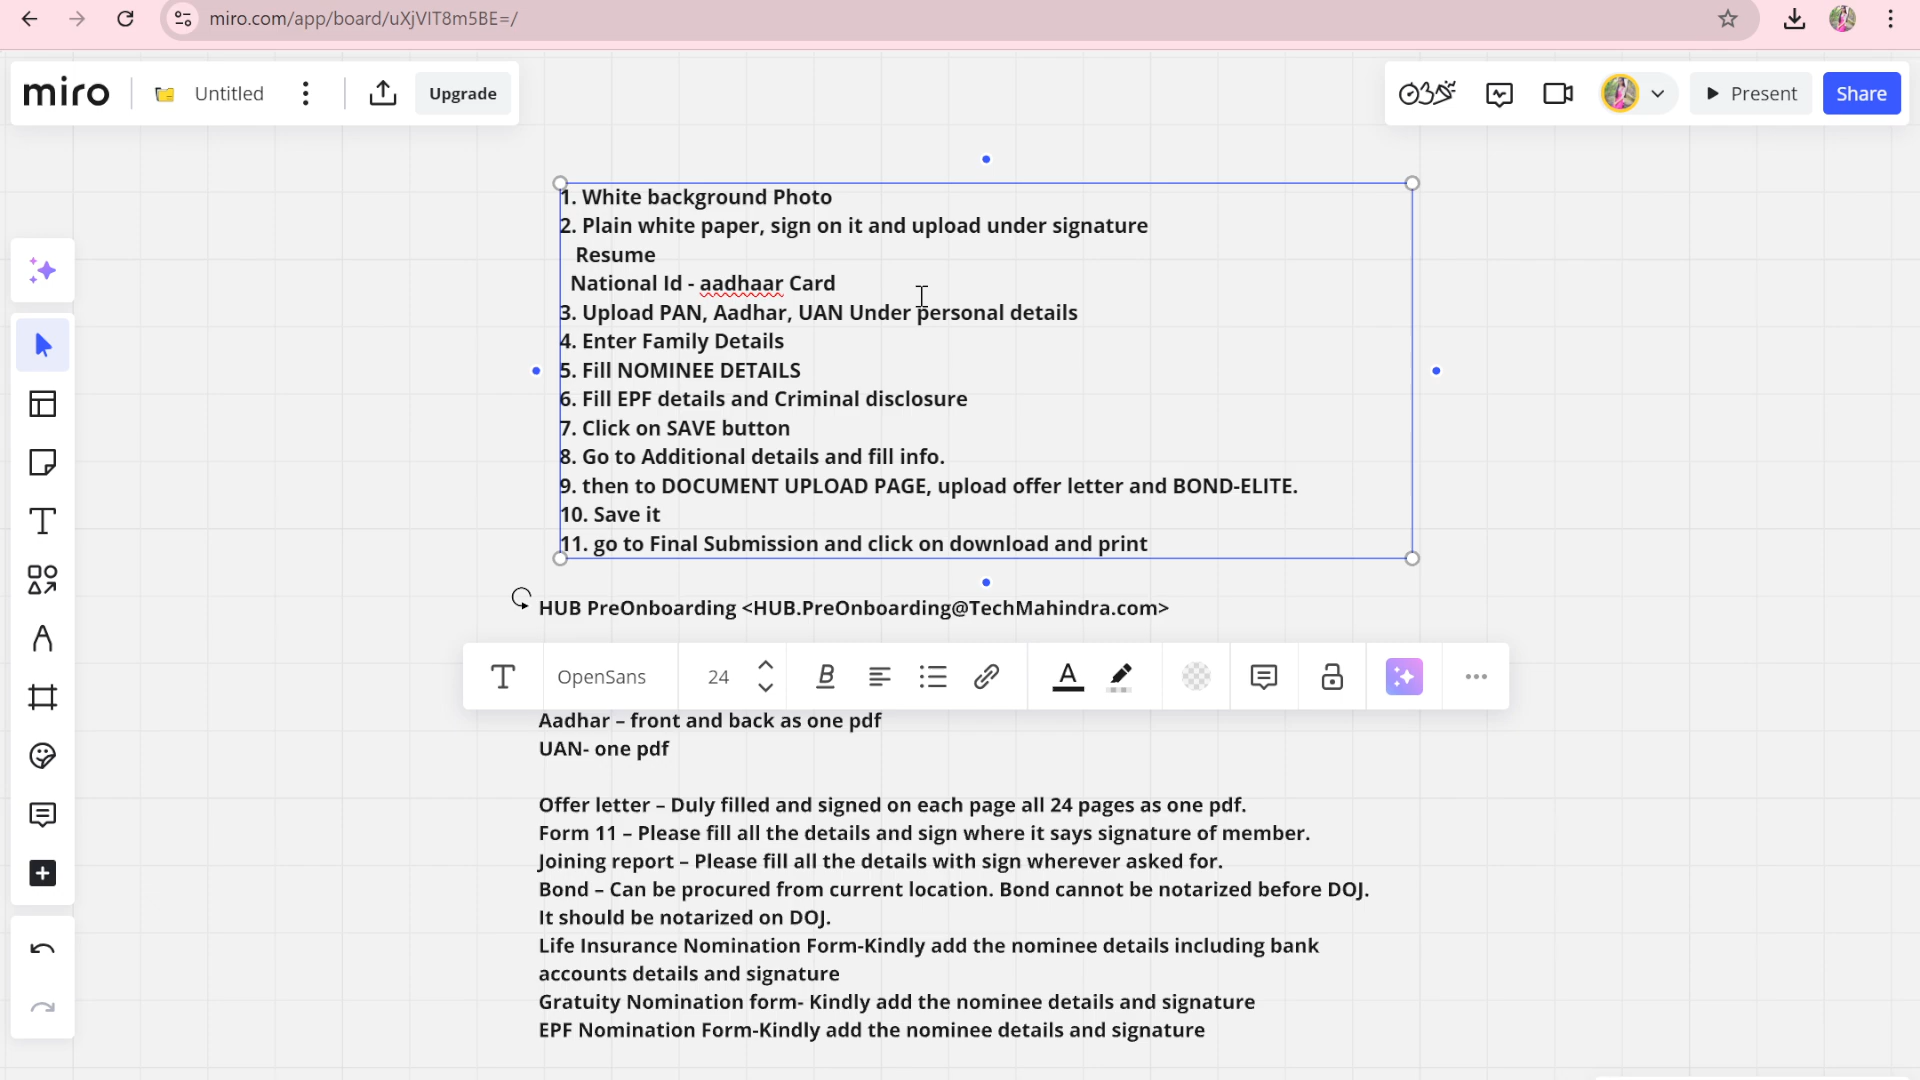 miro.com/app/board/uXjVIT8m5BE=/
miro
Untitled
Upgrade
Present
Share
1. White background Photo
2. Plain white paper, sign on it and upload under signature
Resume
National Id - aadhaar Card
3. Upload PAN, Aadhar, UAN Under personal details
4. Enter Family Details
5. Fill NOMINEE DETAILS
6. Fill EPF details and Criminal disclosure
7. Click on SAVE button
8. Go to Additional details and fill info.
9. then to DOCUMENT UPLOAD PAGE, upload offer letter and BOND-ELITE.
10. Save it
11. go to Final Submission and click on download and print
HUB PreOnboarding <HUB.PreOnboarding@TechMahindra.com>
OpenSans
24
Aadhar – front and back as one pdf
UAN- one pdf
Offer letter – Duly filled and signed on each page all 24 pages as one pdf.
Form 11 – Please fill all the details and sign where it says signature of member.
Joining report – Please fill all the details with sign wherever asked for.
Bond – Can be procured from current location. Bond cannot be notarized before DOJ.
It should be notarized on DOJ.
Life Insurance Nomination Form-Kindly add the nominee details including bank
accounts details and signature
Gratuity Nomination form- Kindly add the nominee details and signature
EPF Nomination Form-Kindly add the nominee details and signature